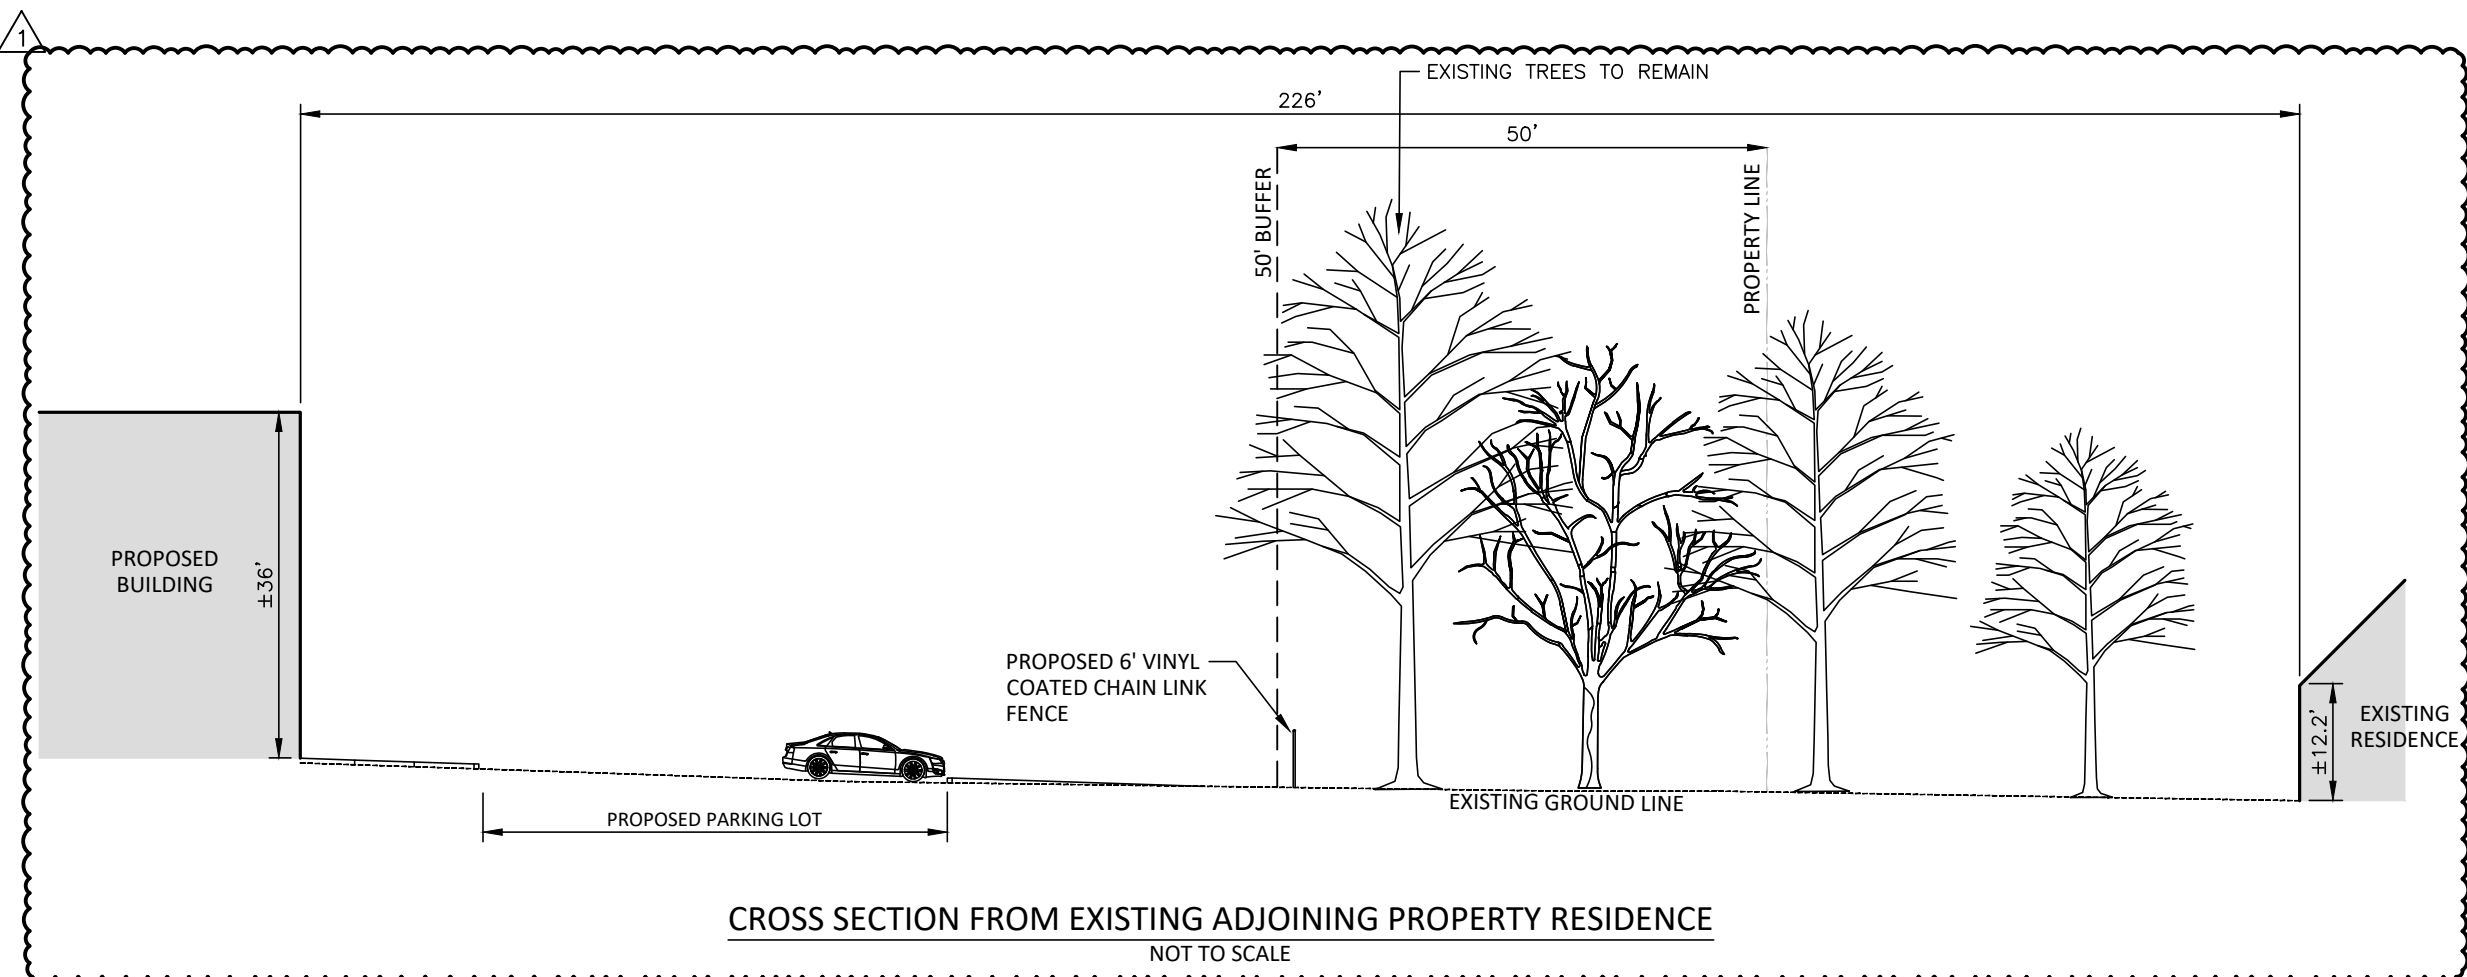 1
EXISTING TREES TO REMAIN
226'
50'
50' BUFFER
PROPERTY LINE
PROPOSED
BUILDING
±36'
PROPOSED 6' VINYL
COATED CHAIN LINK
FENCE
±12.2'
EXISTING
RESIDENCE
EXISTING GROUND LINE
PROPOSED PARKING LOT
CROSS SECTION FROM EXISTING ADJOINING PROPERTY RESIDENCE
NOT TO SCALE